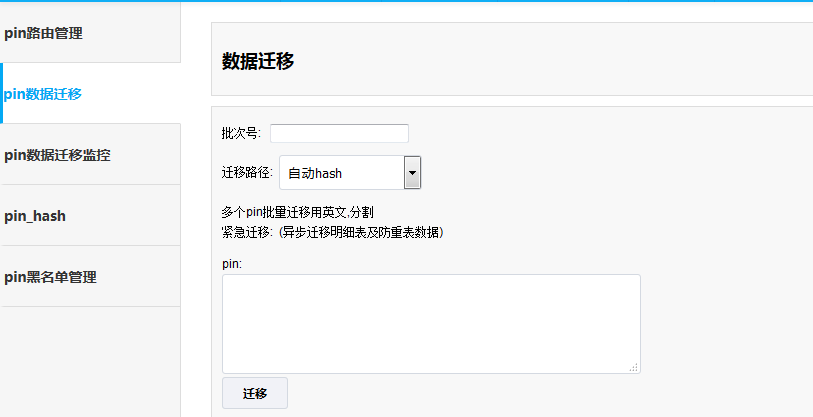 pin路由管理
pin数据迁移
pin数据迁移监控
pin_hash
pin黑名单管理
数据迁移
批次号:
迁移路径: 自动hash
多个pin批量迁移用英文,分割
紧急迁移: (异步迁移明细表及防重表数据)
pin:
迁移